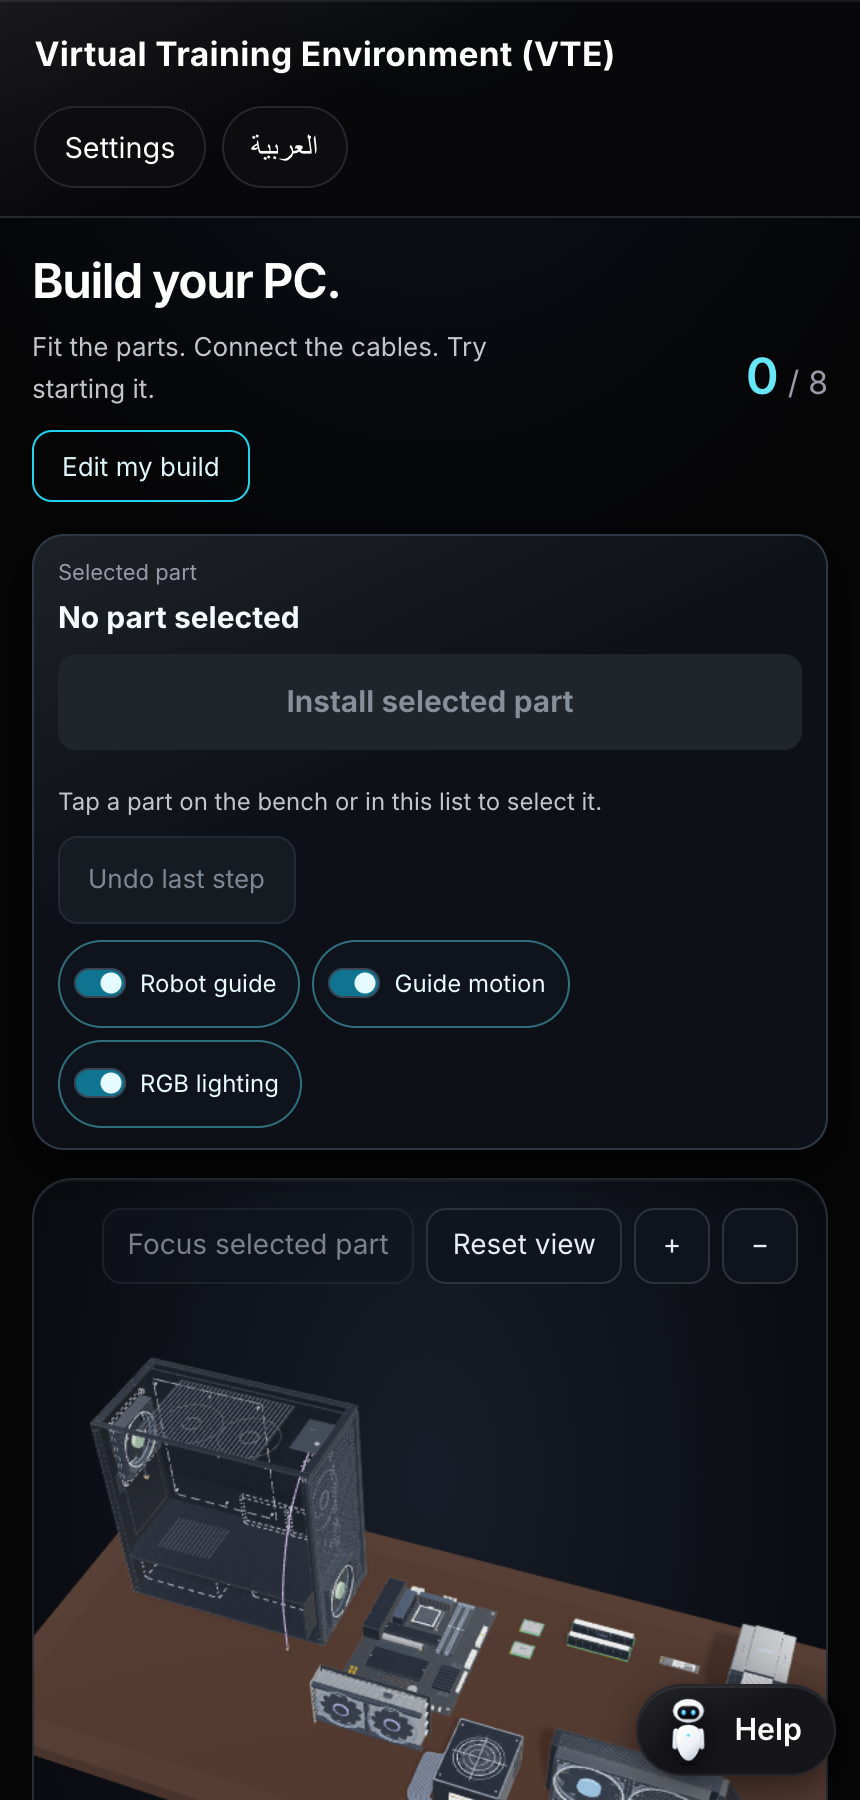 Virtual Training Environment (VTE)
Settings
العربية
Build your PC.
Fit the parts. Connect the cables. Try
starting it.
0 / 8
Edit my build
Selected part
No part selected
Install selected part
Tap a part on the bench or in this list to select it.
Undo last step
Robot guide
Guide motion
RGB lighting
Focus selected part
Reset view
+
−
Help